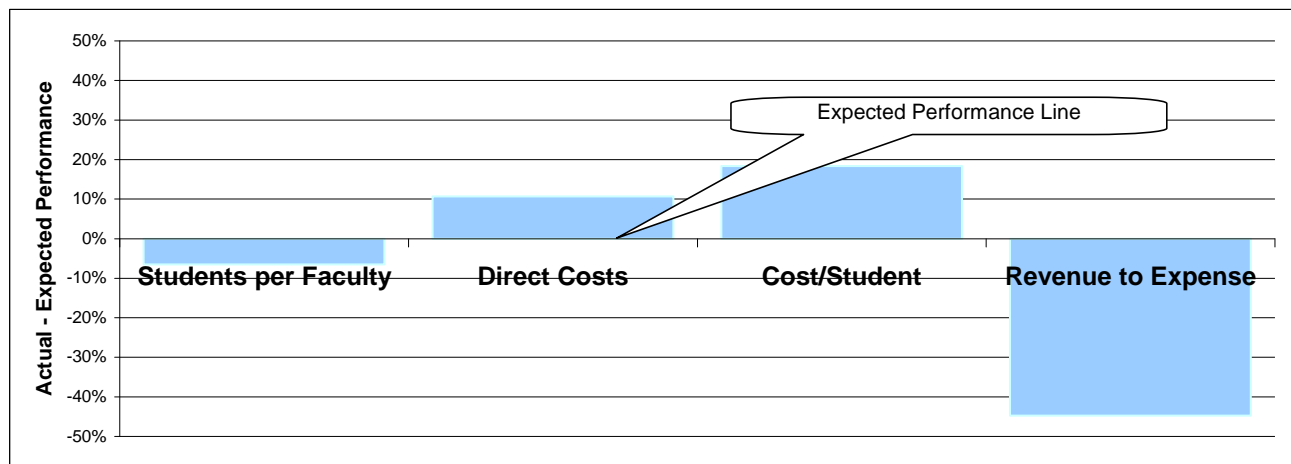 Actual - Expected Performance
50%
40%
30%
20%
10%
0%
-10%
-20%
-30%
-40%
-50%
Expected Performance Line
Students per Faculty
Direct Costs
Cost/Student
Revenue to Expense